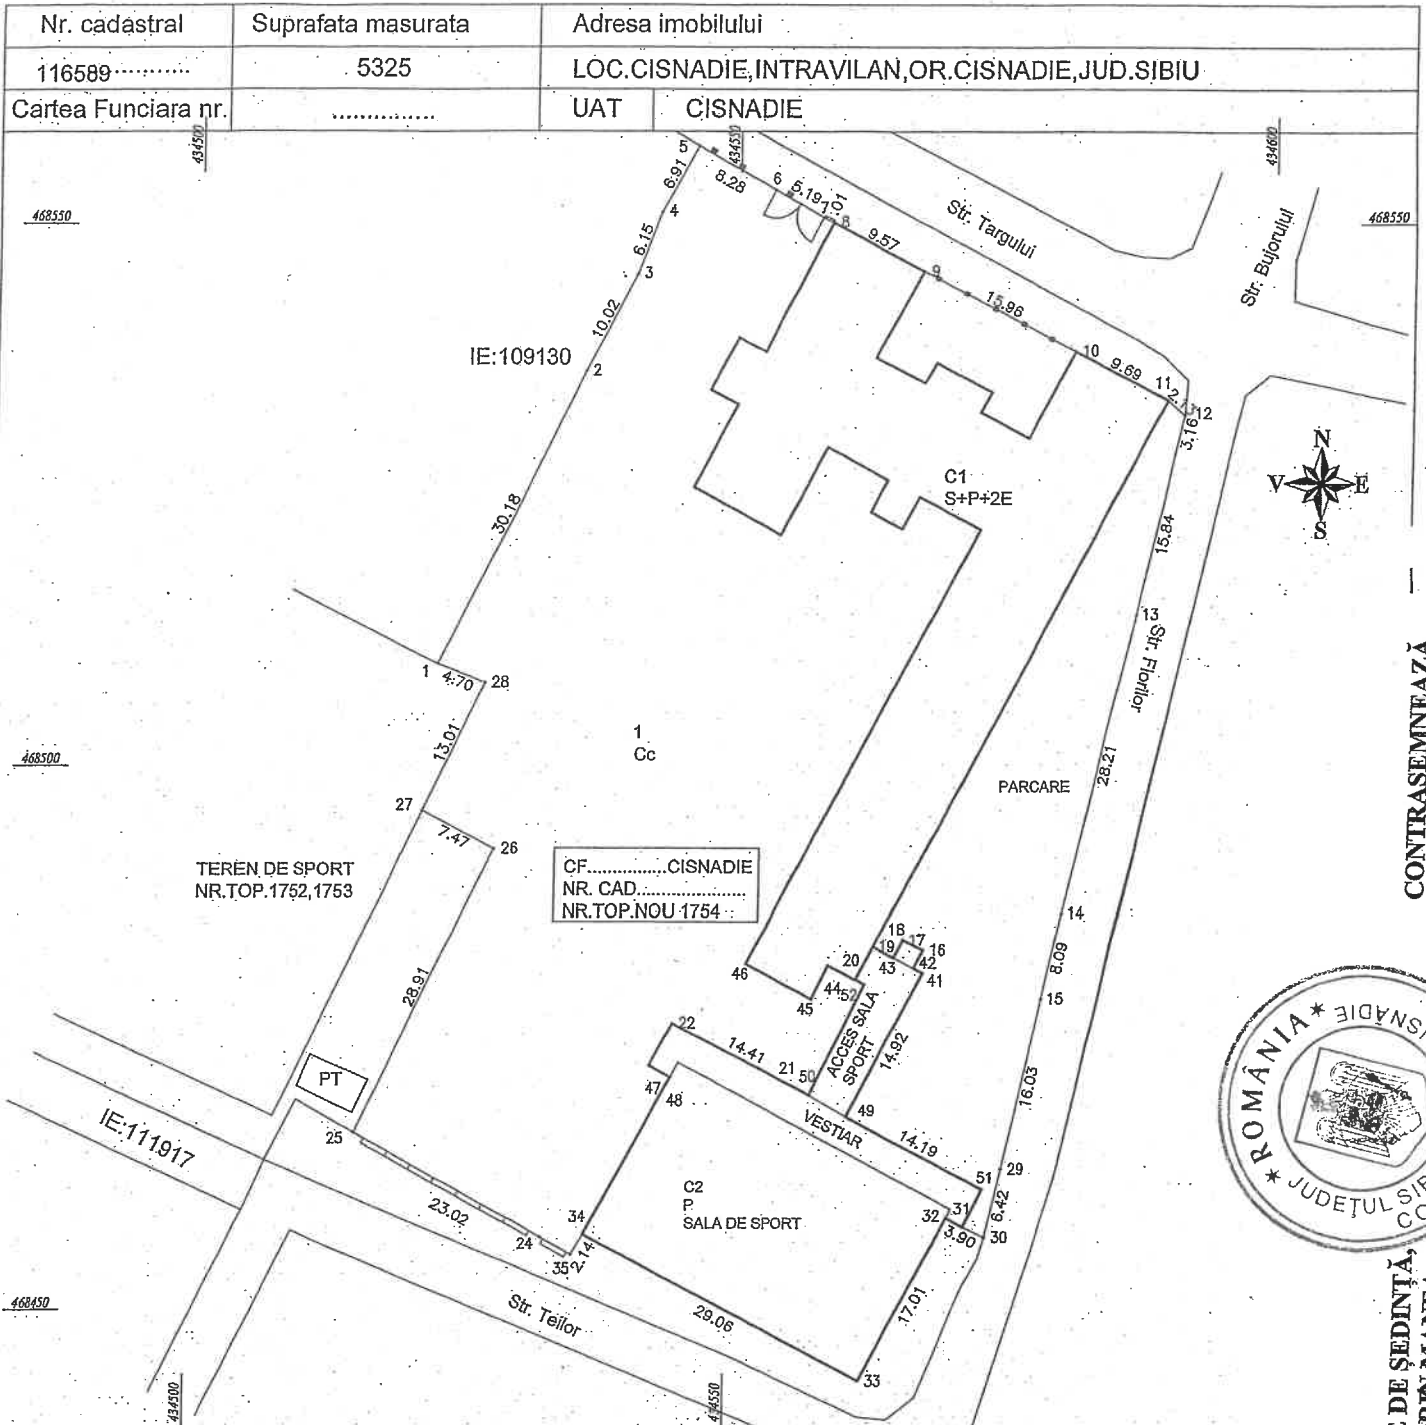 Nr. cadastral
Suprafata masurata
Adresa imobilului
116589..........
5325
LOC.CISNADIE,INTRAVILAN,OR.CISNADIE,JUD.SIBIU
Cartea Funciara nr.
..............
UAT
CISNADIE
434500
434550
434600
468550
468550
5
8.28
6
5.19
7
8
9.57
6.91
4
6.15
3
10.02
Str. Targului
Str. Bujorului
9
15.96
10
9.69
11
12
3.16
IE:109130
2
30.18
N
V
E
S
C1
S+P+2E
15.84
13
Str. Florilor
1
4.70
28
13.01
1
Cc
468500
28.21
PARCARE
27
7.47
26
TEREN DE SPORT
NR.TOP.1752,1753
CF...............CISNADIE
NR. CAD....................
NR.TOP.NOU 1754
CONTRASEMNEAZĂ
14
8.09
15
18
17
16
19
42
43
41
20
46
44
52
45
28.91
22
14.41
21
50
ACCES SALA
SPORT
14.92
49
VESTIAR
14.19
47
48
16.03
PT
25
IE:111917
23.02
24
34
14
35
C2
P
SALA DE SPORT
51
29
6.42
31
32
3.90
30
17.01
29.06
33
Str. Teilor
468450
434500
434550
ROMÂNIA
JUDEȚUL
DE ȘEDINȚĂ,